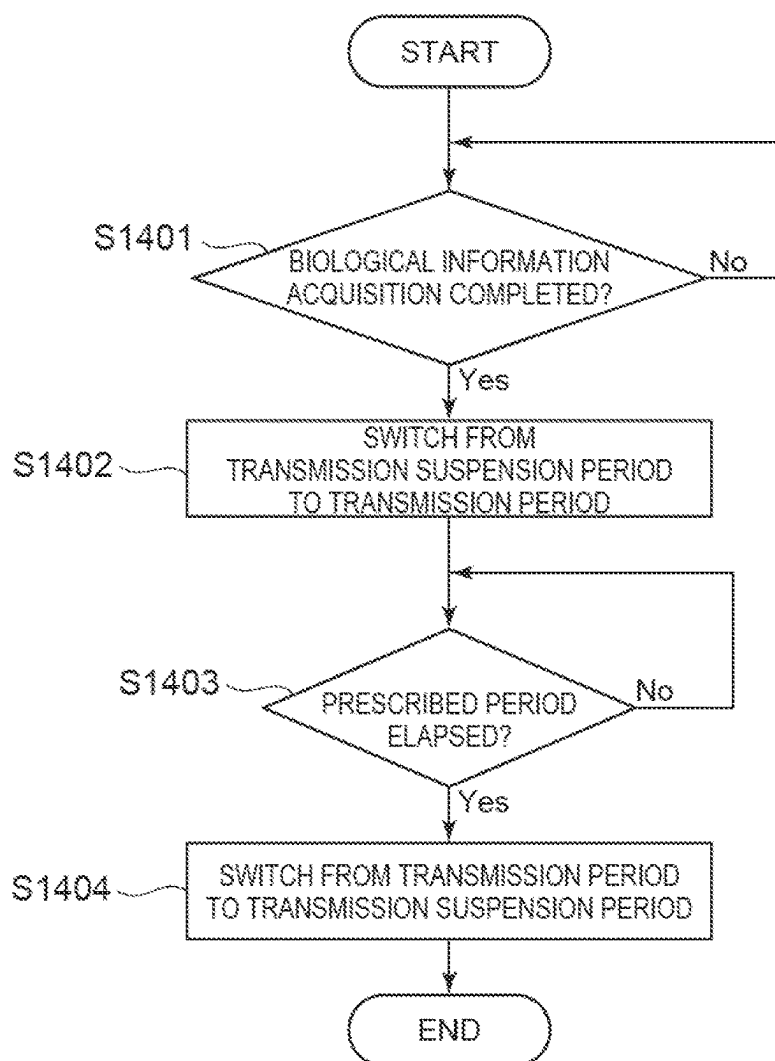 START
S1401
BIOLOGICAL INFORMATION
ACQUISITION COMPLETED?
No
Yes
S1402
SWITCH FROM
TRANSMISSION SUSPENSION PERIOD
TO TRANSMISSION PERIOD
S1403
PRESCRIBED PERIOD
ELAPSED?
No
Yes
S1404
SWITCH FROM TRANSMISSION PERIOD
TO TRANSMISSION SUSPENSION PERIOD
END